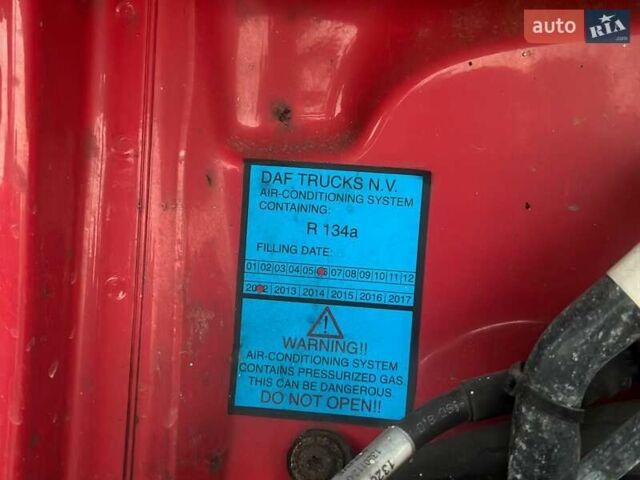 auto RIA.com
DAF TRUCKS N.V.
AIR-CONDITIONING SYSTEM
CONTAINING:
R 134a
FILLING DATE:
01 02 03 04 05 06 07 08 09 10 11 12
2012 2013 2014 2015 2016 2017
WARNING!!
AIR-CONDITIONING SYSTEM
CONTAINS PRESSURIZED GAS.
THIS CAN BE DANGEROUS
DO NOT OPEN!!